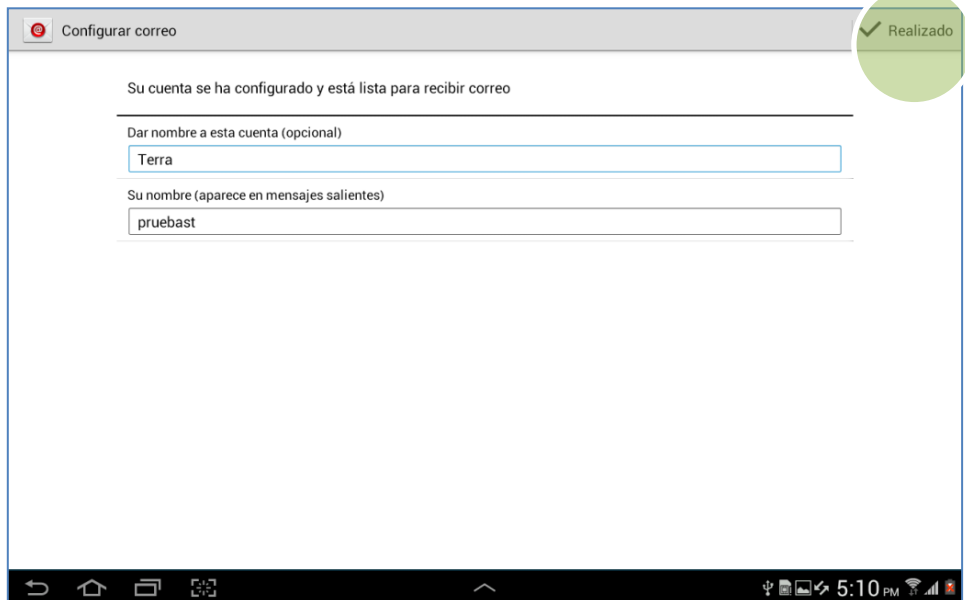 Configurar correo
Realizado
Su cuenta se ha configurado y está lista para recibir correo
Dar nombre a esta cuenta (opcional)
Terra
Su nombre (aparece en mensajes salientes)
pruebast
5:10 PM